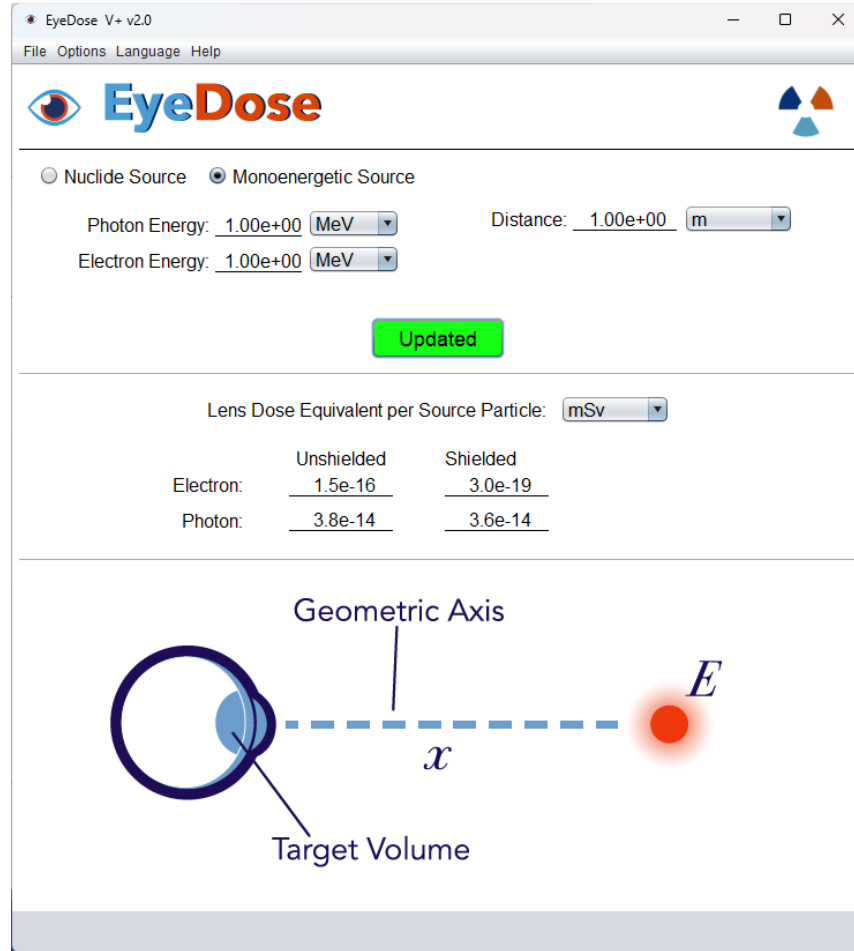 EyeDose V+ v2.0
File Options Language Help
EyeDose
Nuclide Source Monoenergetic Source
Photon Energy: 1.00e+00 MeV Distance: 1.00e+00 m
Electron Energy: 1.00e+00 MeV
Updated
Lens Dose Equivalent per Source Particle: mSv
Unshielded Shielded
Electron: 1.5e-16 3.0e-19
Photon: 3.8e-14 3.6e-14
Geometric Axis
E
x
Target Volume